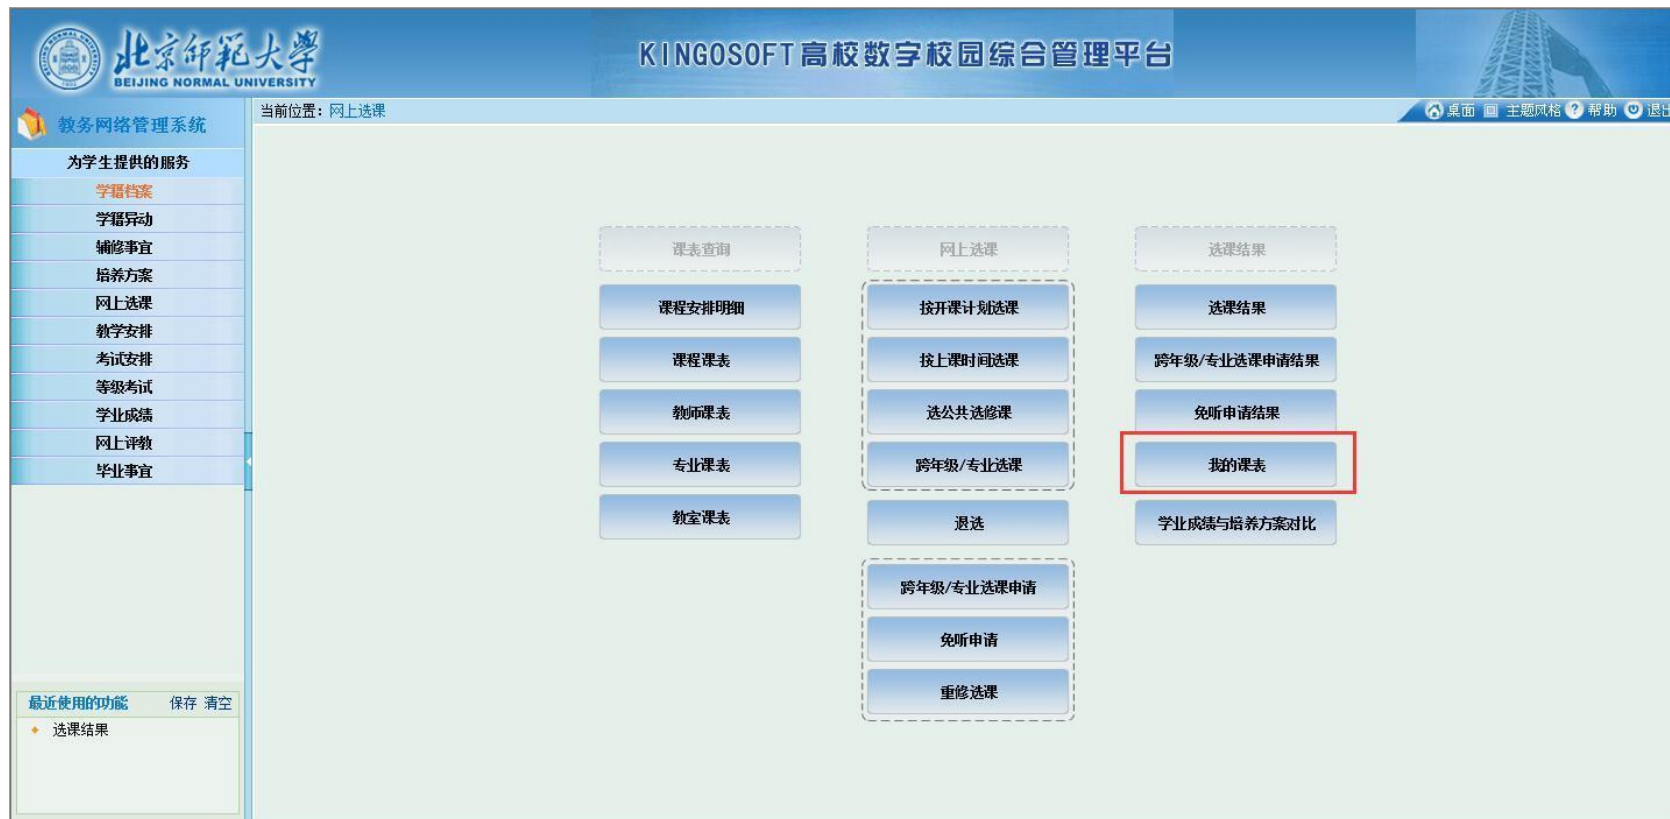 北京师范大学
BEIJING NORMAL UNIVERSITY
KINGOSOFT高校数字校园综合管理平台
教务网络管理系统
当前位置：网上选课
桌面 主题风格 帮助 退出
为学生提供的服务
学籍档案
学籍异动
辅修事宜
培养方案
网上选课
教学安排
考试安排
等级考试
学业成绩
网上评教
毕业事宜
课表查询
课程安排明细
课程课表
教师课表
专业课表
教室课表
网上选课
按开课计划选课
按上课时间选课
选公共选修课
跨年级/专业选课
退选
跨年级/专业选课申请
免听申请
重修选课
选课结果
选课结果
跨年级/专业选课申请结果
免听申请结果
我的课表
学业成绩与培养方案对比
最近使用的功能 保存 清空
选课结果